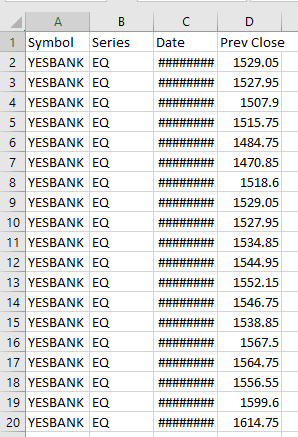 A B C D
1 Symbol Series Date Prev Close
2 YESBANK EQ ######## 1529.05
3 YESBANK EQ ######## 1527.95
4 YESBANK EQ ######## 1507.9
5 YESBANK EQ ######## 1515.75
6 YESBANK EQ ######## 1484.75
7 YESBANK EQ ######## 1470.85
8 YESBANK EQ ######## 1518.6
9 YESBANK EQ ######## 1529.05
10 YESBANK EQ ######## 1527.95
11 YESBANK EQ ######## 1534.85
12 YESBANK EQ ######## 1544.95
13 YESBANK EQ ######## 1552.15
14 YESBANK EQ ######## 1546.75
15 YESBANK EQ ######## 1538.85
16 YESBANK EQ ######## 1567.5
17 YESBANK EQ ######## 1564.75
18 YESBANK EQ ######## 1556.55
19 YESBANK EQ ######## 1599.6
20 YESBANK EQ ######## 1614.75